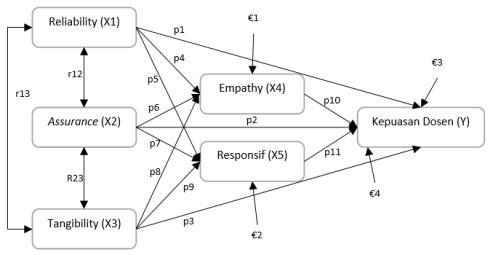 Reliability (X1)
p1
€1
p4
€3
r12
p5
Empathy (X4)
r13
p6
p10
Assurance (X2)
p2
Kepuasan Dosen (Y)
p7
Responsif (X5)
p11
R23
p8
p9
€4
Tangibility (X3)
p3
€2